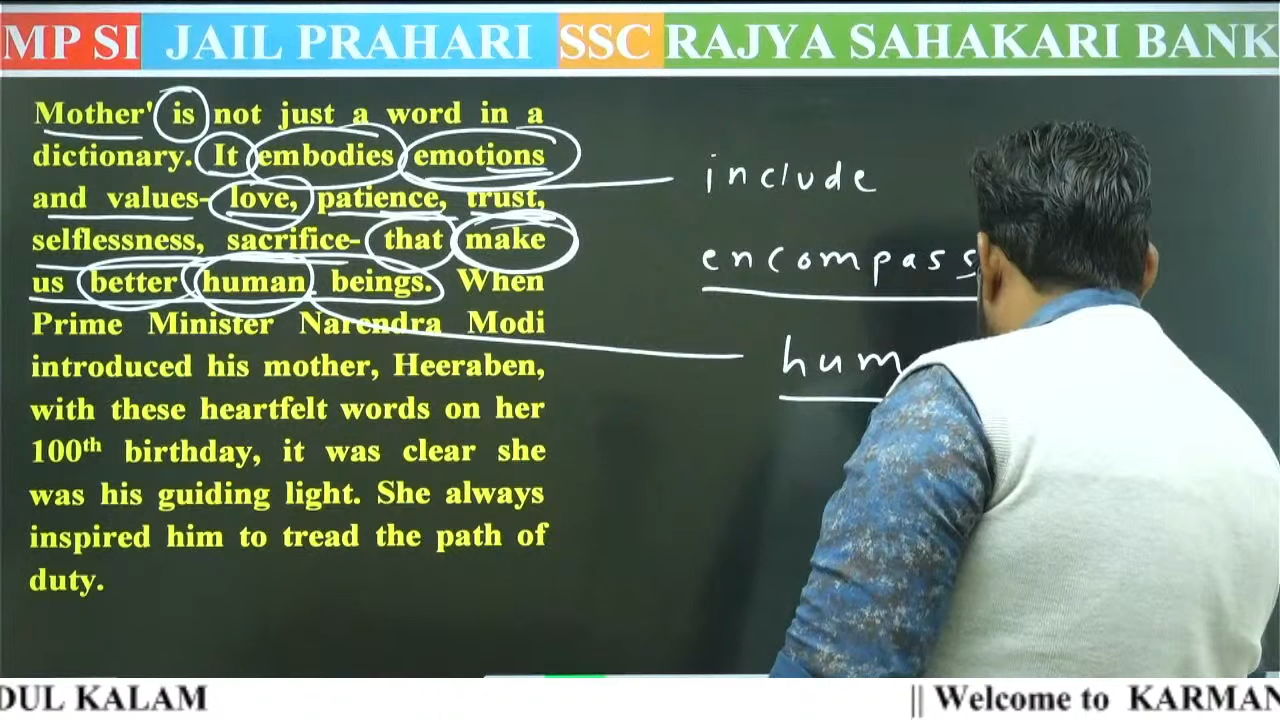 MP SI JAIL PRAHARI SSC RAJYA SAHAKARI BANK
Mother' is not just a word in a
dictionary. It embodies emotions
and values- love, patience, trust,
selflessness, sacrifice- that make
us better human beings. When
Prime Minister Narendra Modi
introduced his mother, Heeraben,
with these heartfelt words on her
100th birthday, it was clear she
was his guiding light. She always
inspired him to tread the path of
duty.
include
encompass
hum
DUL KALAM || Welcome to KARMAN